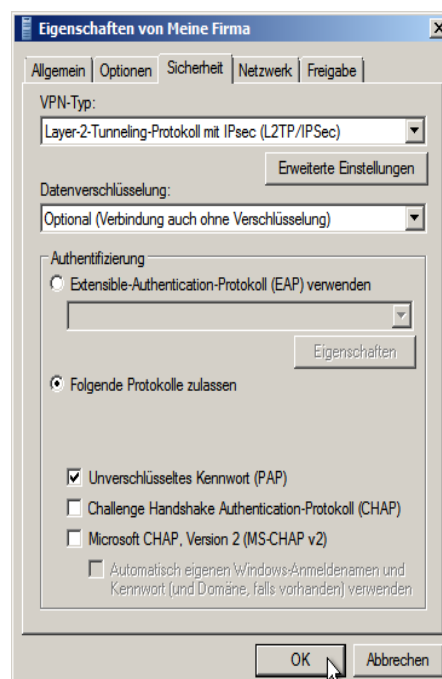 Eigenschaften von Meine Firma
Allgemein Optionen Sicherheit Netzwerk Freigabe
VPN-Typ:
Layer-2-Tunneling-Protokoll mit IPsec (L2TP/IPSec)
Erweiterte Einstellungen
Datenverschlüsselung:
Optional (Verbindung auch ohne Verschlüsselung)
Authentifizierung
Extensible-Authentication-Protokoll (EAP) verwenden
Eigenschaften
Folgende Protokolle zulassen
Unverschlüsseltes Kennwort (PAP)
Challenge Handshake Authentication-Protokoll (CHAP)
Microsoft CHAP, Version 2 (MS-CHAP v2)
Automatisch eigenen Windows-Anmeldenamen und
Kennwort (und Domäne, falls vorhanden) verwenden
OK Abbrechen